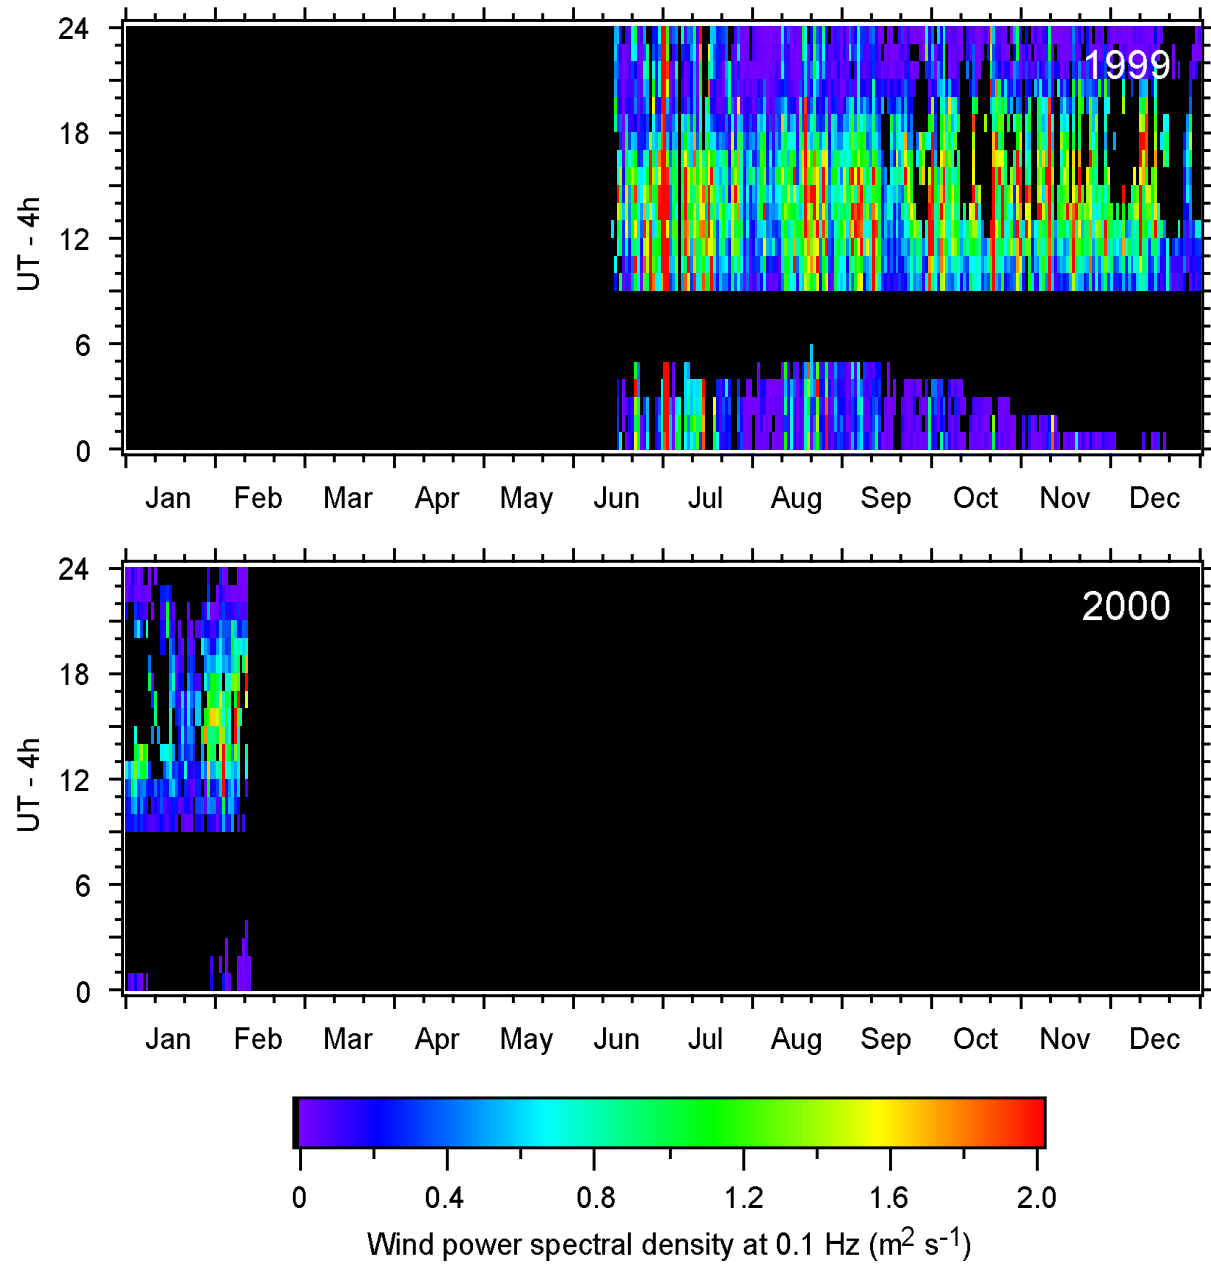 24
1999
18
UT - 4h
12
6
0
Jan Feb Mar Apr May Jun Jul Aug Sep Oct Nov Dec
24
2000
18
UT - 4h
12
6
0
Jan Feb Mar Apr May Jun Jul Aug Sep Oct Nov Dec
0 0.4 0.8 1.2 1.6 2.0
Wind power spectral density at 0.1 Hz (m² s⁻¹)